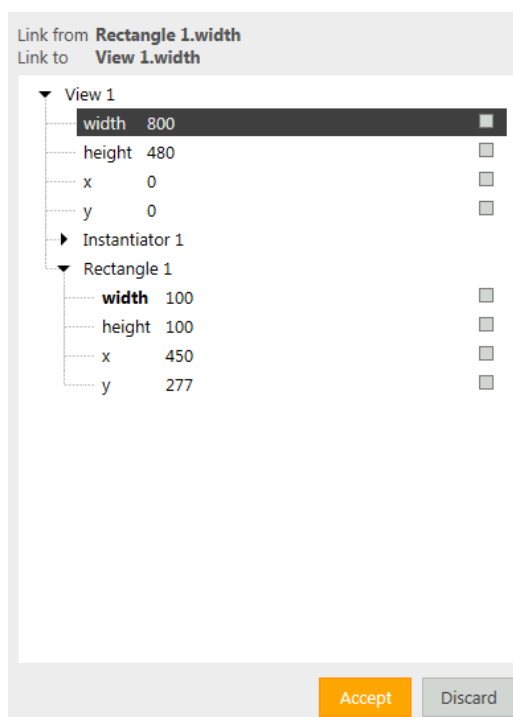 Link from Rectangle 1.width
Link to View 1.width
View 1
width 800
height 480
x 0
y 0
Instantiator 1
Rectangle 1
width 100
height 100
x 450
y 277
Accept Discard